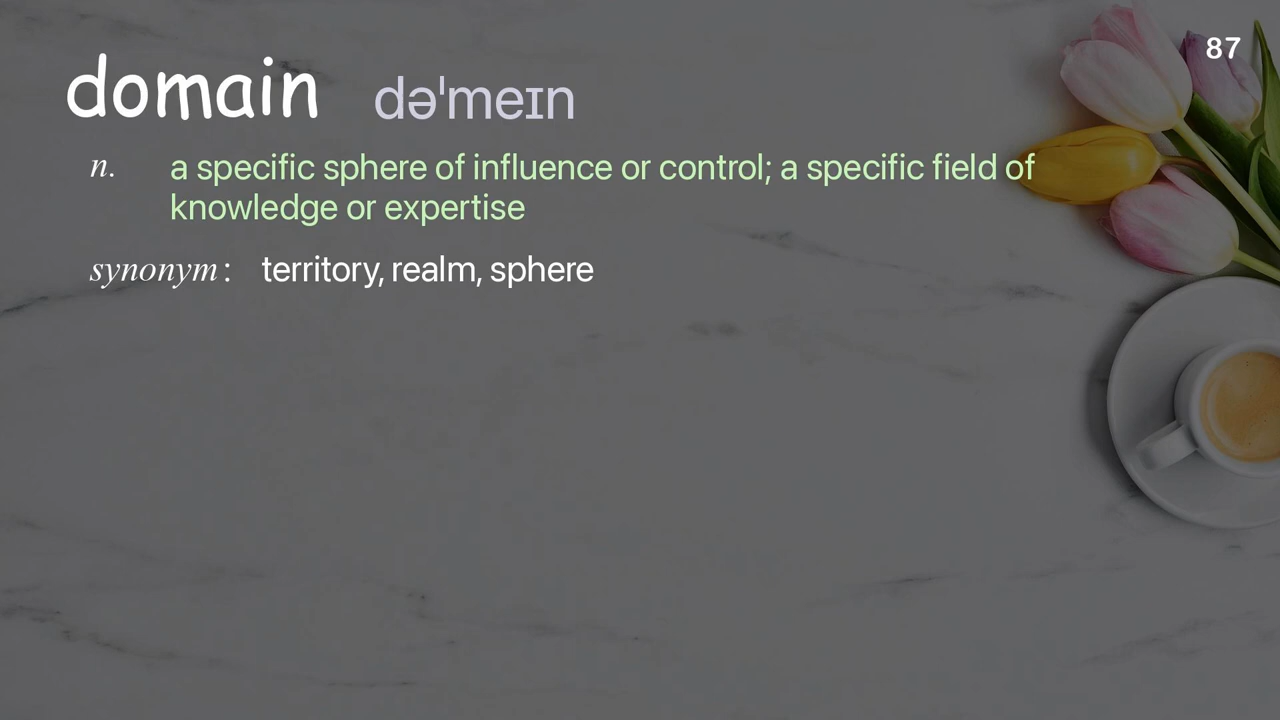 87
domain dəˈmeɪn
n. a specific sphere of influence or control; a specific field of
knowledge or expertise
synonym: territory, realm, sphere